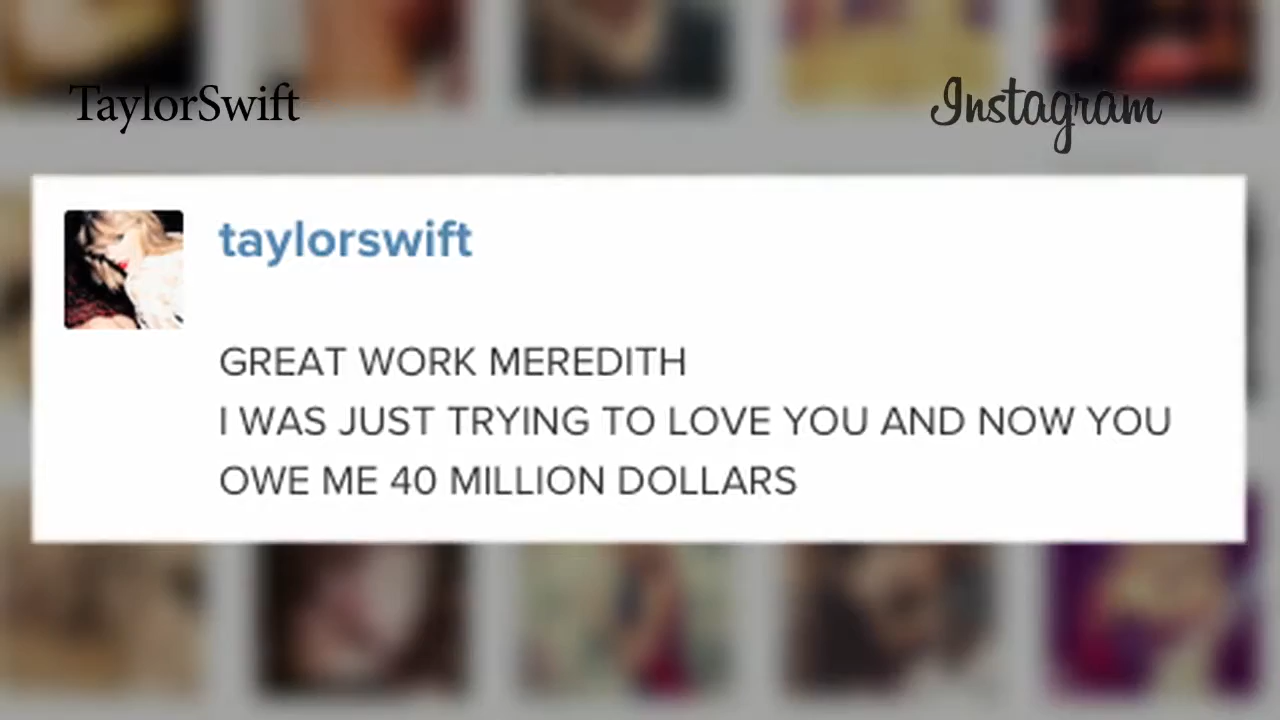 TaylorSwift
Instagram
taylorswift
GREAT WORK MEREDITH
I WAS JUST TRYING TO LOVE YOU AND NOW YOU
OWE ME 40 MILLION DOLLARS